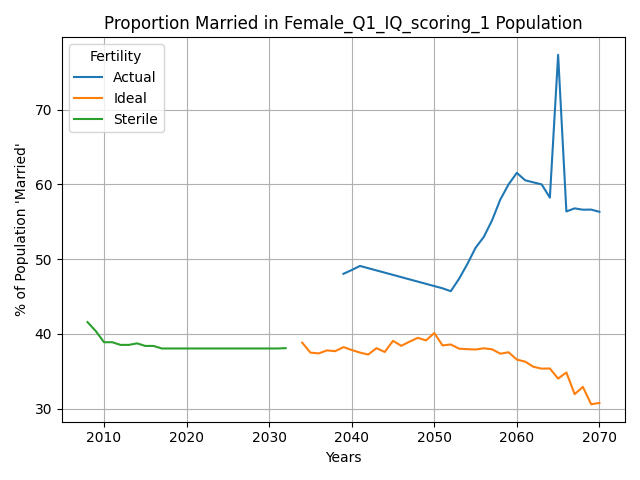 Proportion Married in Female_Q1_IQ_scoring_1 Population
Fertility
Actual
Ideal
Sterile
% of Population 'Married'
70
60
50
40
30
2010 2020 2030 2040 2050 2060 2070
Years